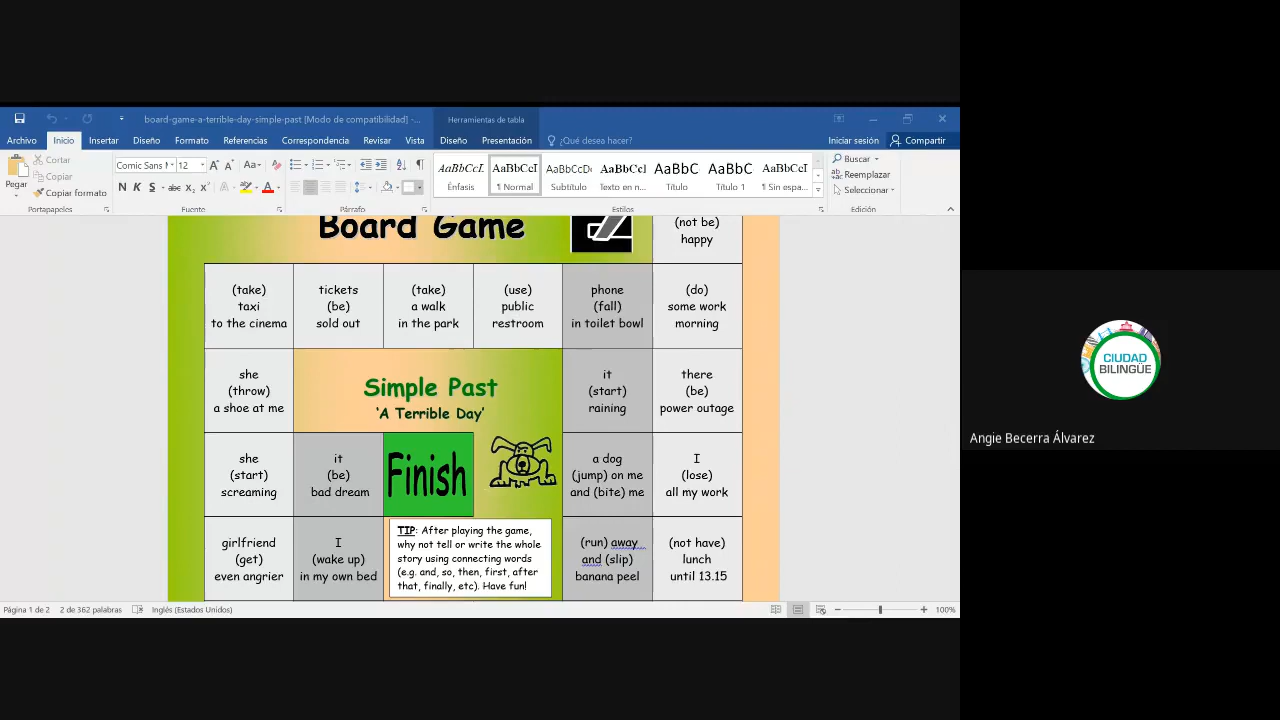 board-game-a-terrible-day-simple-past [Modo de compatibilidad] -...
Herramientas de tabla
Archivo
Inicio
Insertar
Diseño
Formato
Referencias
Correspondencia
Revisar
Vista
Diseño
Presentación
¿Qué desea hacer?
Iniciar sesión
Compartir
Pegar
Cortar
Copiar
Copiar formato
Portapapeles
Comic Sans M
12
Fuente
Párrafo
AaBbCcI
Énfasis
AaBbCcI
¶ Normal
AaBbCcDc
Subtítulo
AaBbCcI
Texto en n...
AaBbC
Título
AaBbC
Título 1
AaBbCcI
¶ Sin espa...
Estilos
Buscar
Reemplazar
Seleccionar
Edición
Board Game
(not be)
happy
(take)
taxi
to the cinema
tickets
(be)
sold out
(take)
a walk
in the park
(use)
public
restroom
phone
(fall)
in toilet bowl
(do)
some work
morning
she
(throw)
a shoe at me
Simple Past
‘A Terrible Day’
it
(start)
raining
there
(be)
power outage
she
(start)
screaming
it
(be)
bad dream
Finish
a dog
(jump) on me
and (bite) me
I
(lose)
all my work
girlfriend
(get)
even angrier
I
(wake up)
in my own bed
TIP: After playing the game,
why not tell or write the whole
story using connecting words
(e.g. and, so, then, first, after
that, finally, etc). Have fun!
(run) away
and (slip)
banana peel
(not have)
lunch
until 13.15
Página 1 de 2
2 de 362 palabras
Inglés (Estados Unidos)
100%
CIUDAD
BILINGÜE
Angie Becerra Álvarez